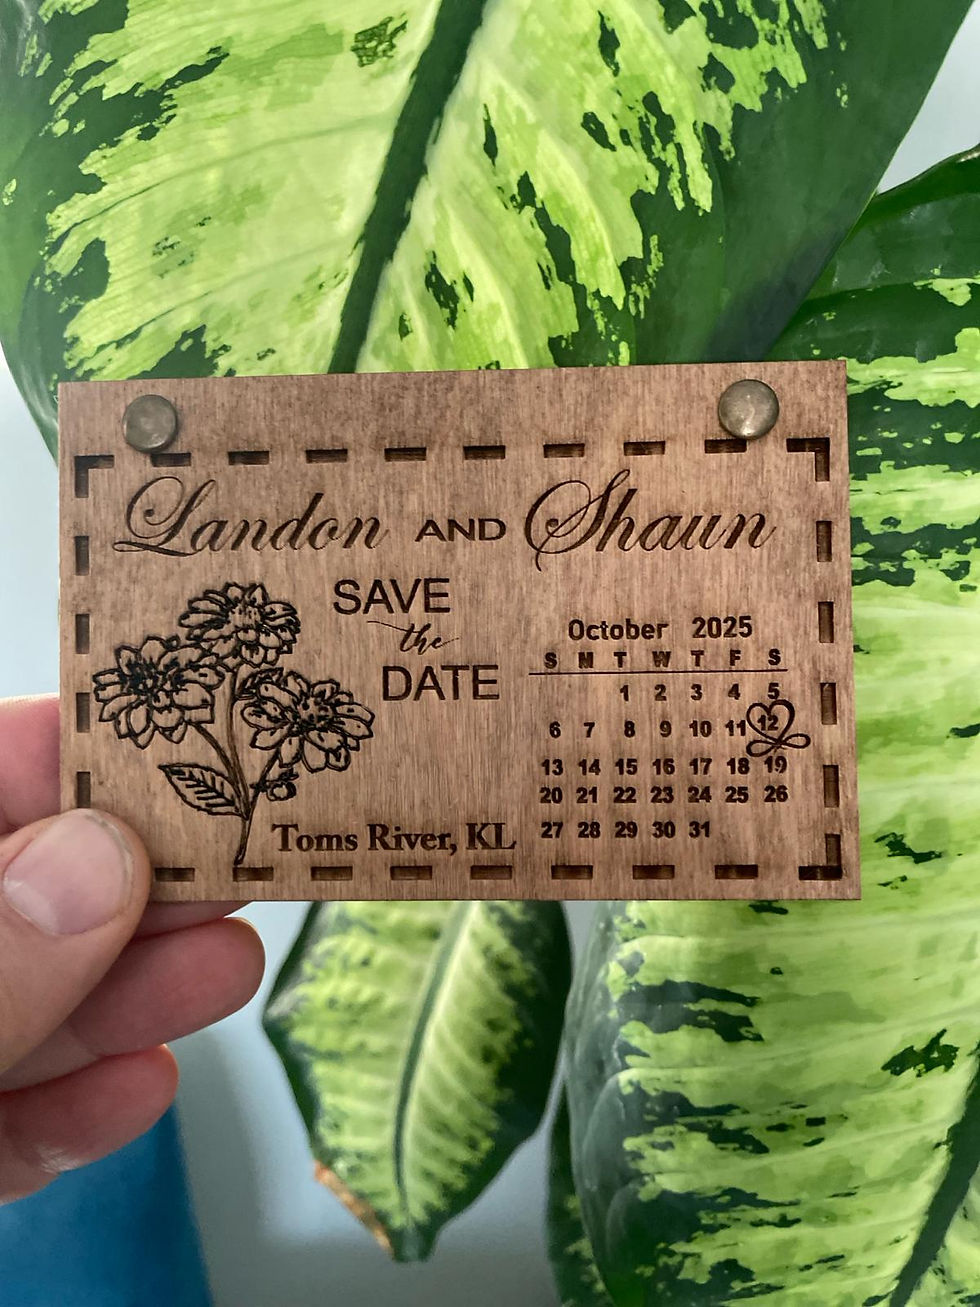 Landon AND Shaun
SAVE
the
DATE
October 2025
S M T W T F S
1 2 3 4 5
6 7 8 9 10 11 12
13 14 15 16 17 18 19
20 21 22 23 24 25 26
27 28 29 30 31
Toms River, KL